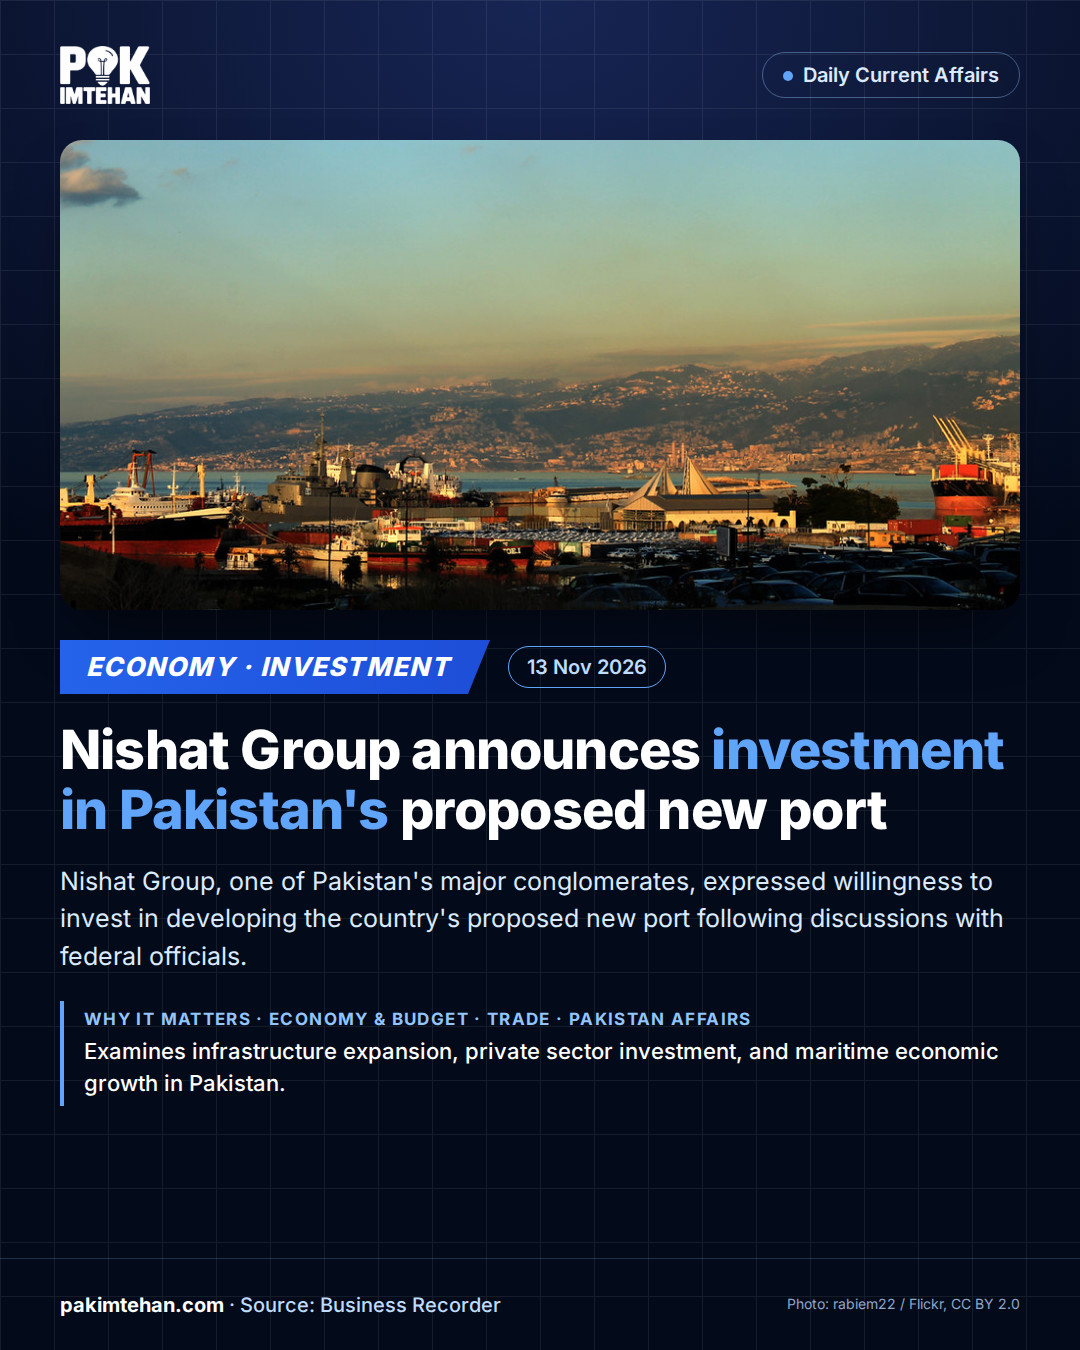 PAK
IMTEHAN
Daily Current Affairs
ECONOMY · INVESTMENT
13 Nov 2026
Nishat Group announces investment
in Pakistan's proposed new port
Nishat Group, one of Pakistan's major conglomerates, expressed willingness to
invest in developing the country's proposed new port following discussions with
federal officials.
WHY IT MATTERS · ECONOMY & BUDGET · TRADE · PAKISTAN AFFAIRS
Examines infrastructure expansion, private sector investment, and maritime economic
growth in Pakistan.
pakimtehan.com · Source: Business Recorder
Photo: rabiem22 / Flickr, CC BY 2.0